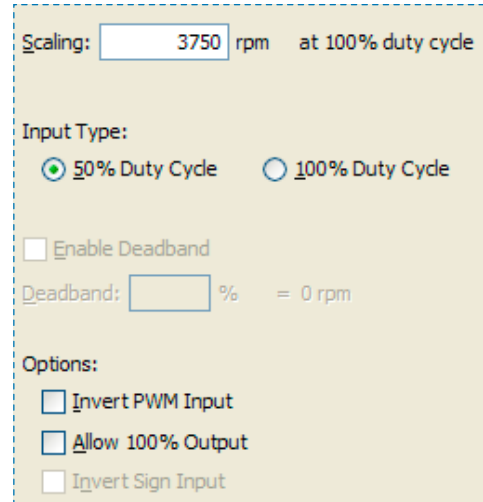 Scaling: 3750 rpm at 100% duty cycle
Input Type:
50% Duty Cycle 100% Duty Cycle
Enable Deadband
Deadband: % = 0 rpm
Options:
Invert PWM Input
Allow 100% Output
Invert Sign Input